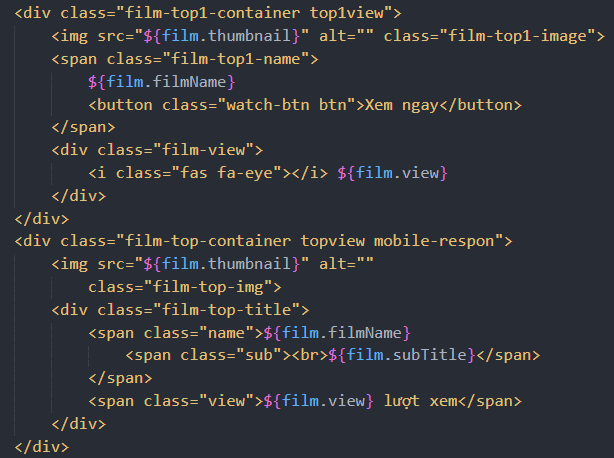 <div class="film-top1-container top1view">
<img src="${film.thumbnail}" alt="" class="film-top1-image">
<span class="film-top1-name">
${film.filmName}
<button class="watch-btn btn">Xem ngay</button>
</span>
<div class="film-view">
<i class="fas fa-eye"></i> ${film.view}
</div>
</div>
<div class="film-top-container topview mobile-respon">
<img src="${film.thumbnail}" alt=""
class="film-top-img">
<div class="film-top-title">
<span class="name">${film.filmName}
<span class="sub"><br>${film.subTitle}</span>
</span>
<span class="view">${film.view} lượt xem</span>
</div>
</div>